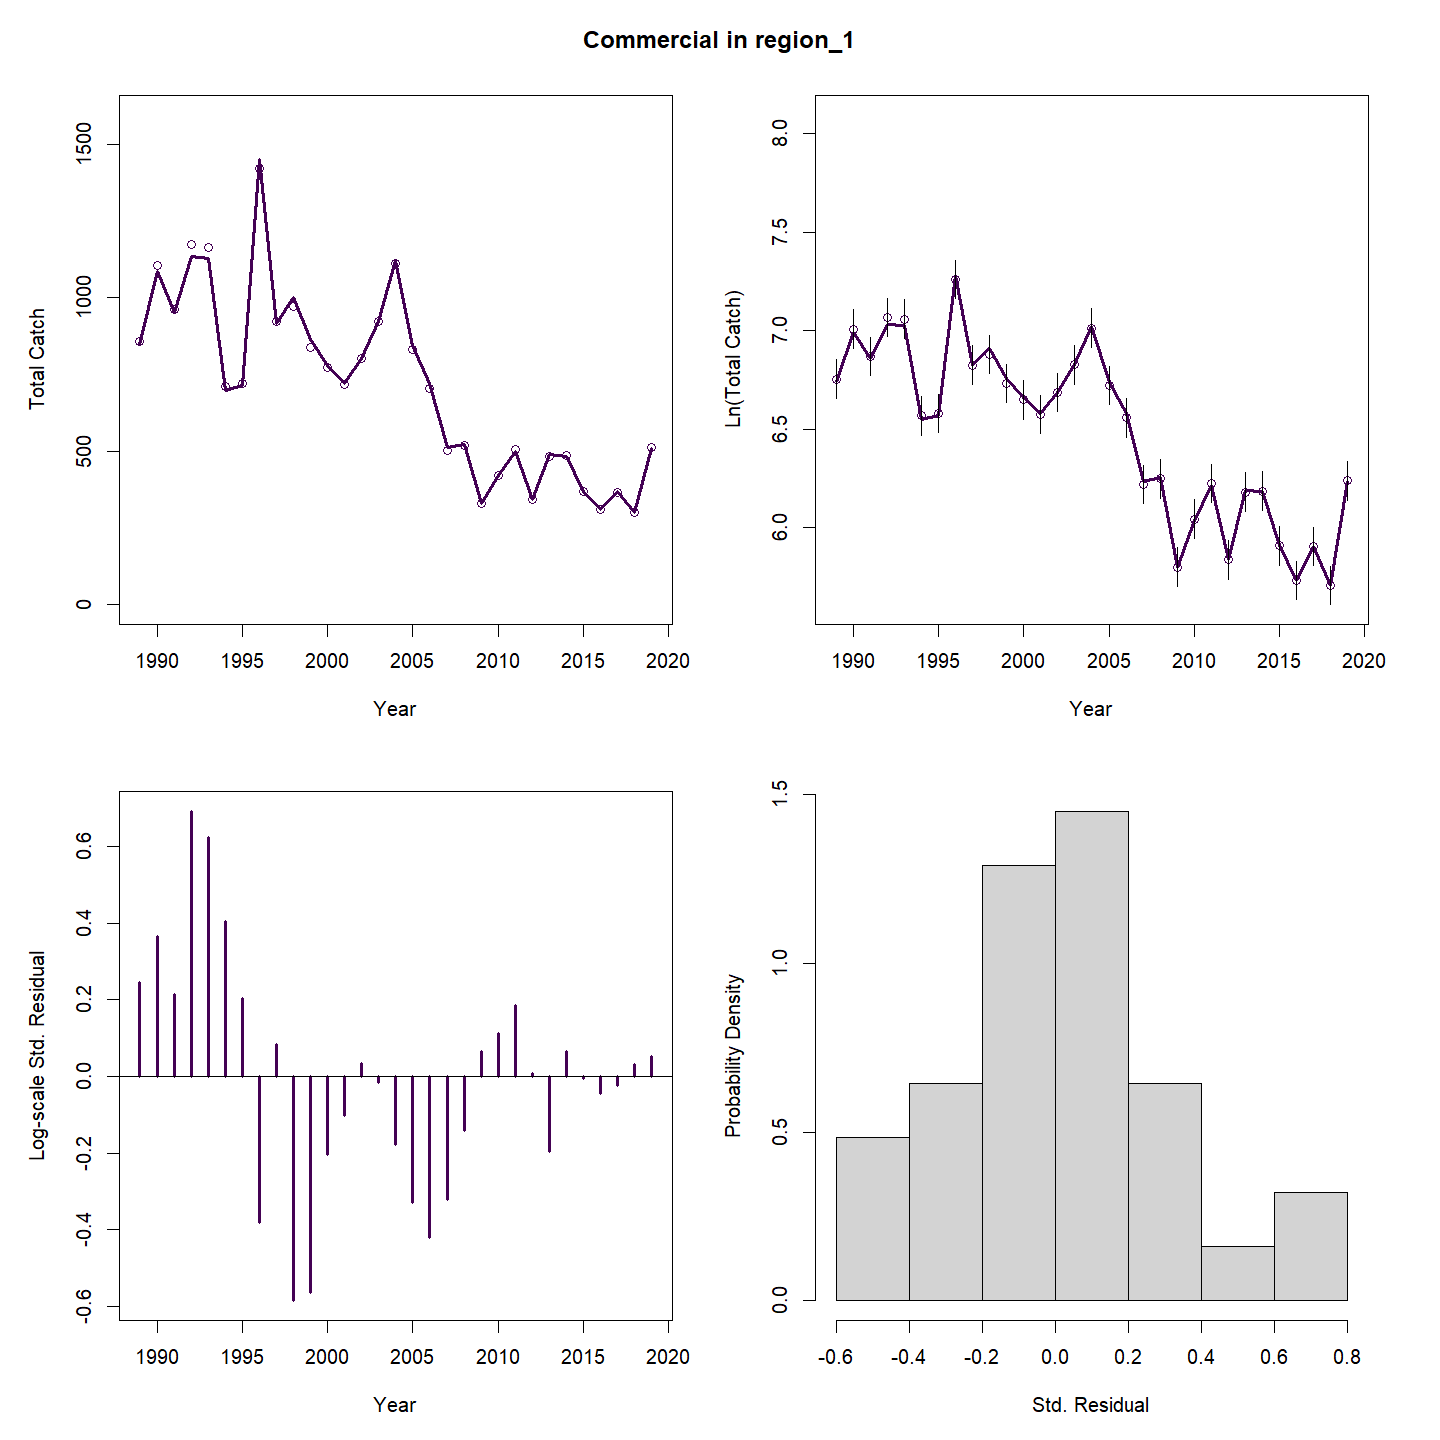 Commercial in region_1
Total Catch
1500
1000
500
0
1990 1995 2000 2005 2010 2015 2020
Year
Ln(Total Catch)
8.0
7.5
7.0
6.5
6.0
1990 1995 2000 2005 2010 2015 2020
Year
Log-scale Std. Residual
0.6
0.4
0.2
0.0
-0.2
-0.4
-0.6
1990 1995 2000 2005 2010 2015 2020
Year
Probability Density
1.5
1.0
0.5
0.0
-0.6 -0.4 -0.2 0.0 0.2 0.4 0.6 0.8
Std. Residual